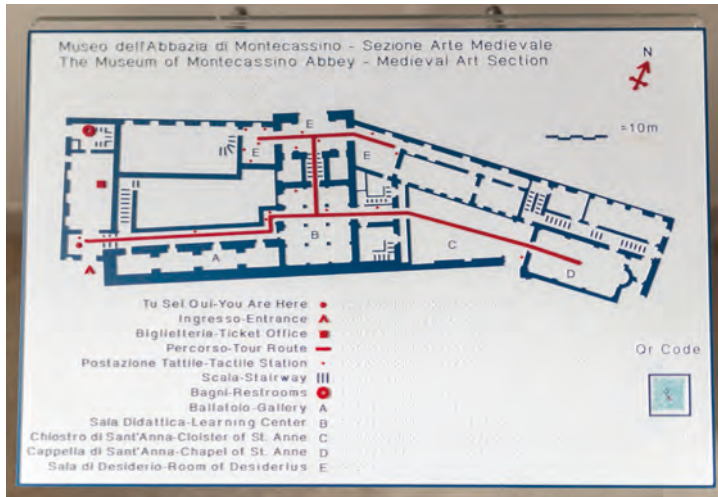 Museo dell'Abbazia di Montecassino - Sezione Arte Medievale
The Museum of Montecassino Abbey - Medieval Art Section
N
=10m
E
E
E
B
A
C
D
Tu Sei Qui-You Are Here
Ingresso-Entrance
Biglietteria-Ticket Office
Percorso-Tour Route
Postazione Tattile-Tactile Station
Scala-Stairway
Qr Code
Bagni-Restrooms
Ballatoio-Gallery A
Sala Didattica-Learning Center B
Chiostro di Sant'Anna-Cloister of St. Anne C
Cappella di Sant'Anna-Chapel of St. Anne D
Sala di Desiderio-Room of Desiderius E